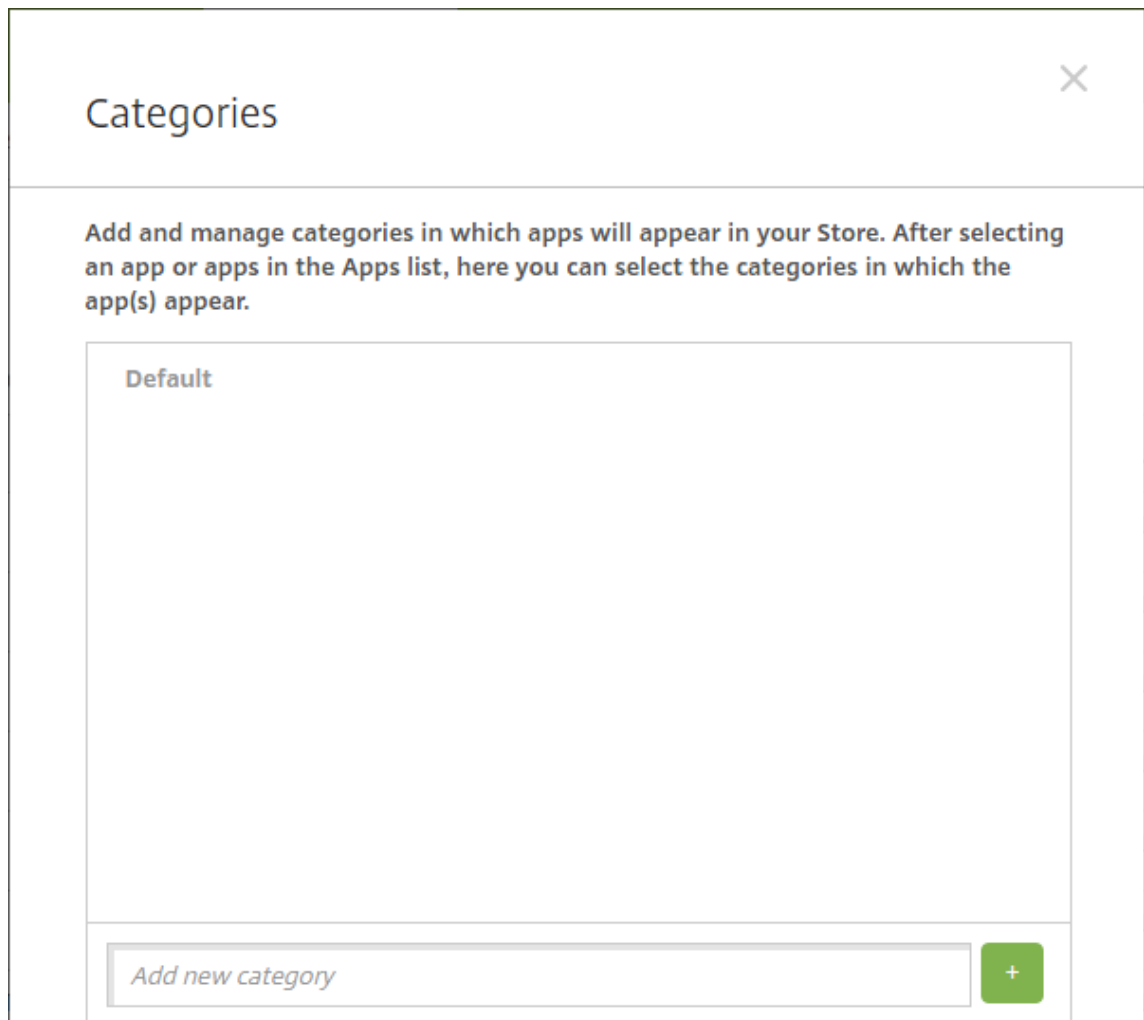 Categories
Add and manage categories in which apps will appear in your Store. After selecting
an app or apps in the Apps list, here you can select the categories in which the
app(s) appear.
Default
Add new category
+